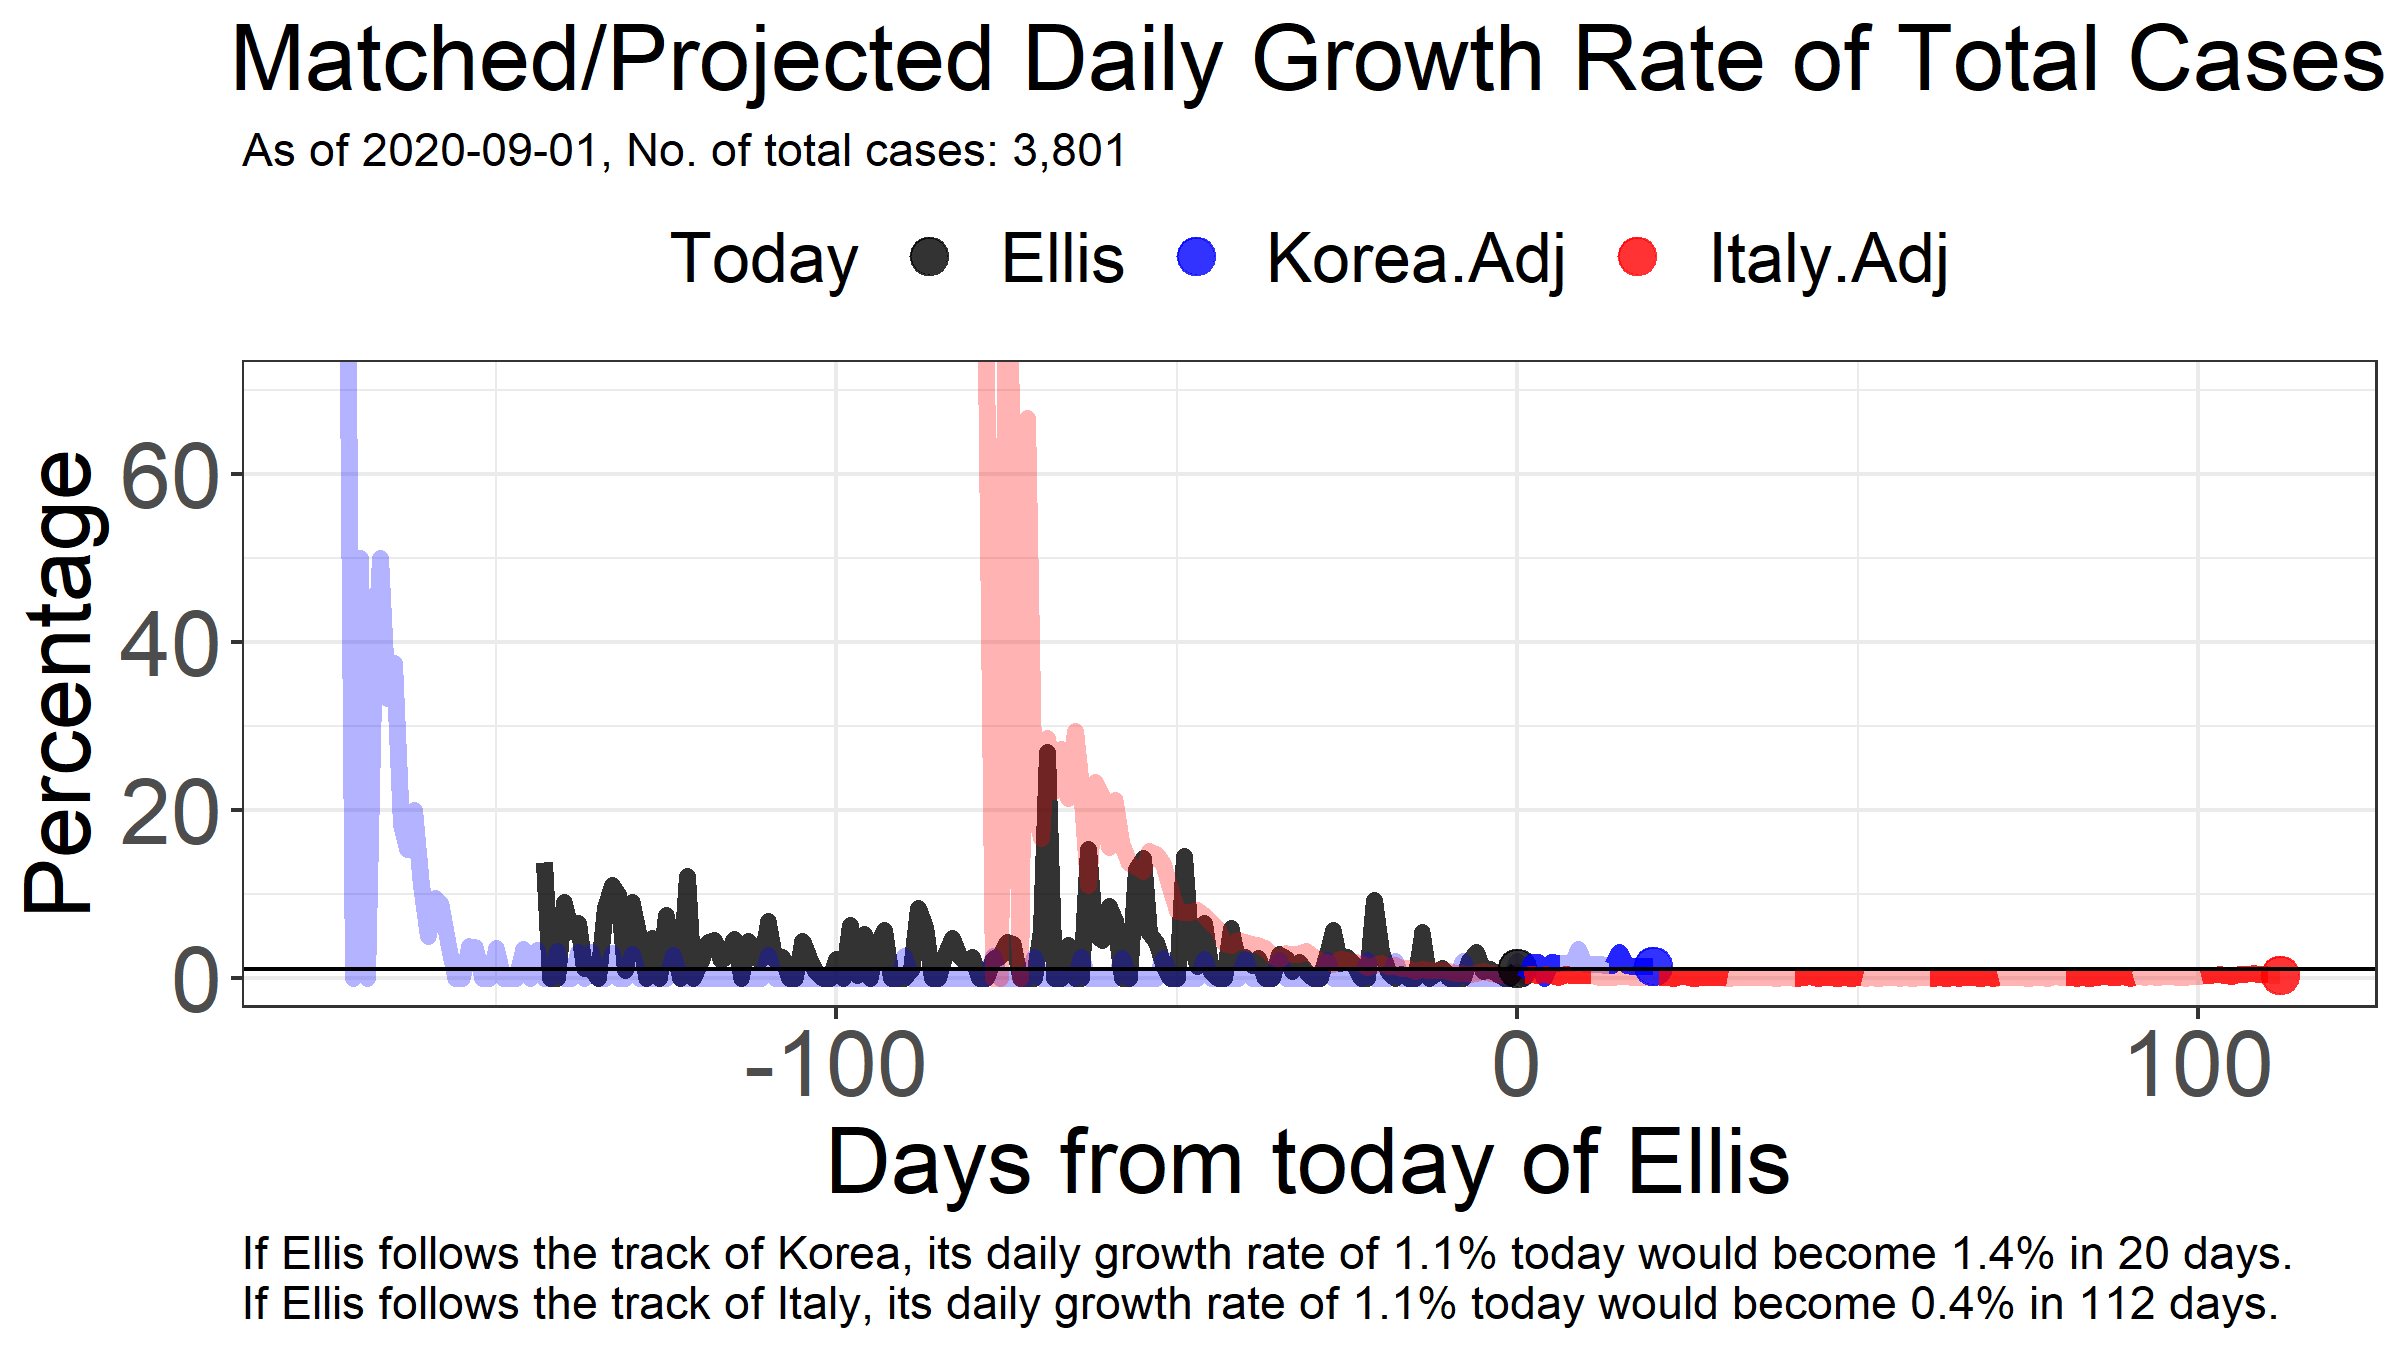 Matched/Projected Daily Growth Rate of Total Cases
As of 2020-09-01, No. of total cases: 3,801
Today Ellis Korea.Adj Italy.Adj
Percentage
60
40
20
0
-100 0 100
Days from today of Ellis
If Ellis follows the track of Korea, its daily growth rate of 1.1% today would become 1.4% in 20 days.
If Ellis follows the track of Italy, its daily growth rate of 1.1% today would become 0.4% in 112 days.